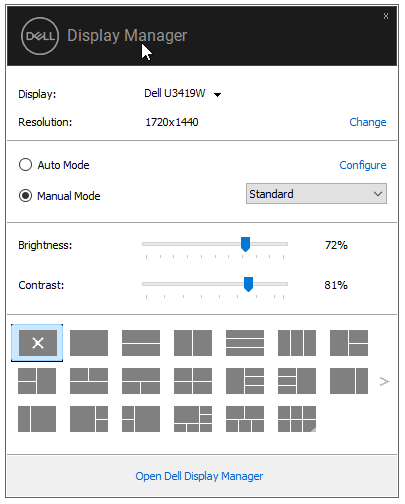 x
DELL Display Manager
Display: Dell U3419W
Resolution: 1720x1440 Change
Auto Mode Configure
Manual Mode Standard
Brightness: 72%
Contrast: 81%
Open Dell Display Manager